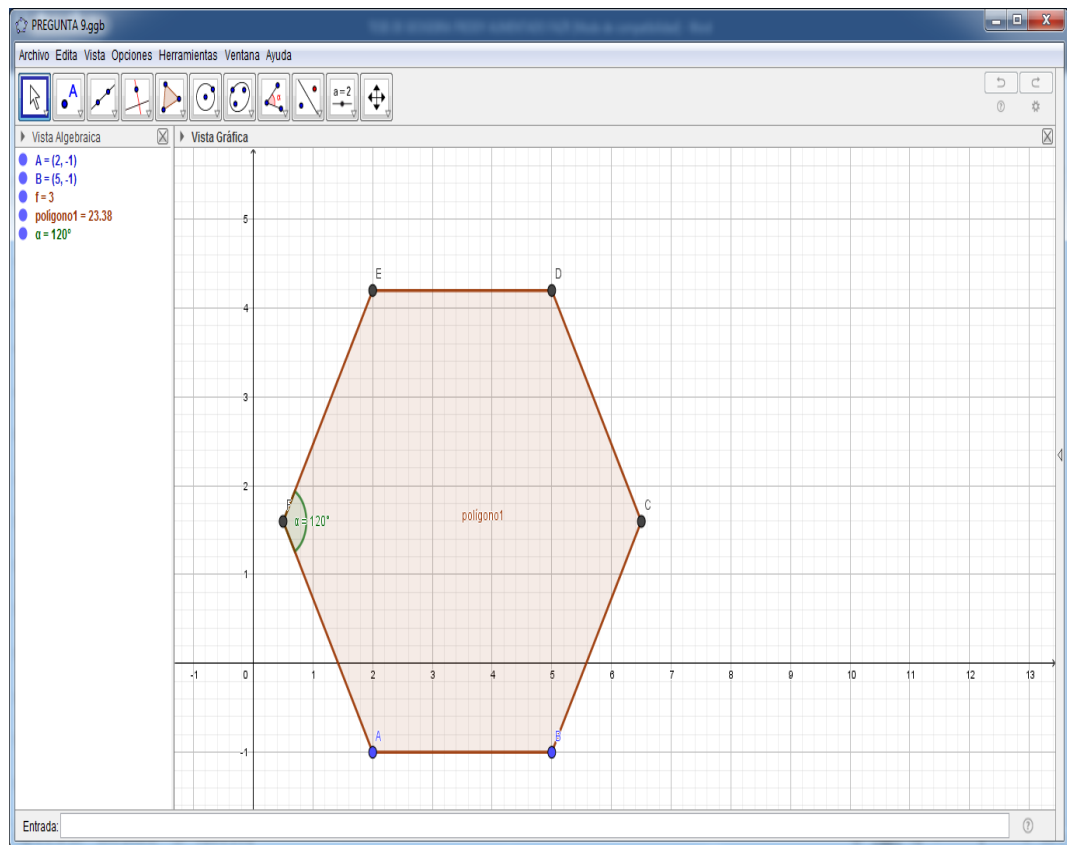 PREGUNTA 9.ggb
Archivo Edita Vista Opciones Herramientas Ventana Ayuda
A
α
a = 2
Vista Algebraica
Vista Gráfica
A = (2, -1)
B = (5, -1)
f = 3
polígono1 = 23.38
α = 120°
5
4
3
2
1
-1
-1 0 1 2 3 4 5 6 7 8 9 10 11 12 13
E
D
F
C
α = 120°
polígono1
A
B
Entrada: